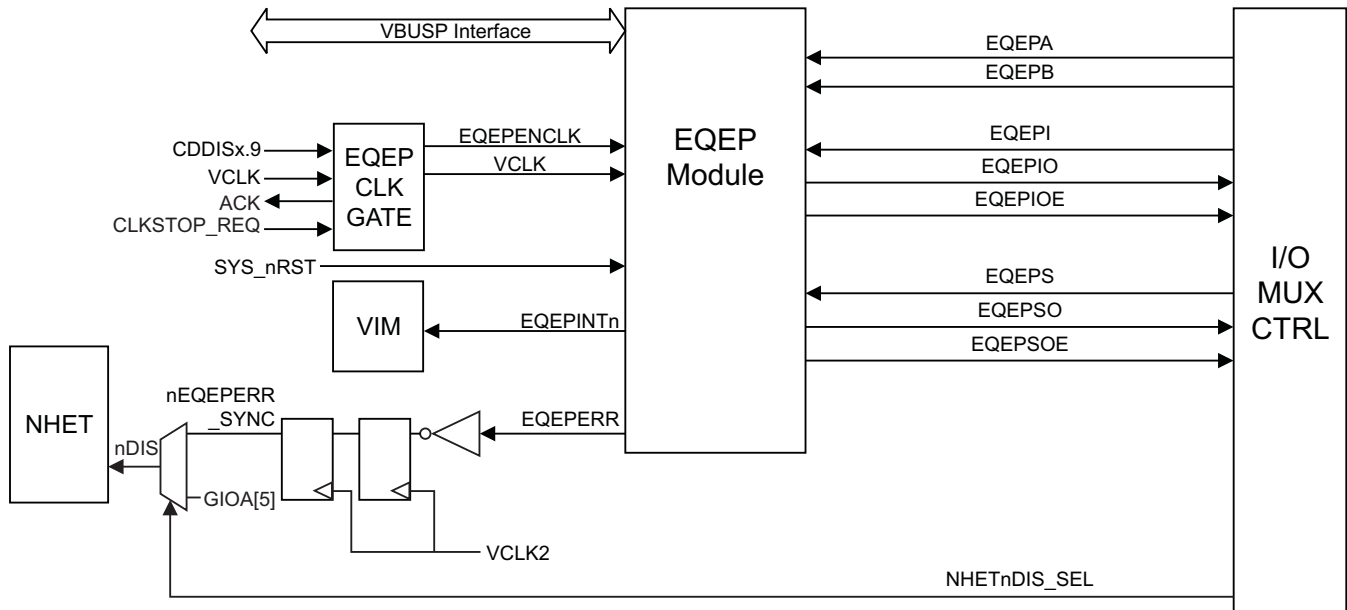 VBUSP Interface
EQEPA
EQEPB
EQEPI
EQEPIO
EQEPIOE
EQEPS
EQEPSO
EQEPSOE
I/O
MUX
CTRL
EQEP
Module
CDDISx.9
VCLK
ACK
CLKSTOP_REQ
EQEP
CLK
GATE
EQEPENCLK
VCLK
SYS_nRST
VIM
EQEPINTn
NHET
nDIS
nEQEPERR
_SYNC
GIOA[5]
EQEPERR
VCLK2
NHETnDIS_SEL